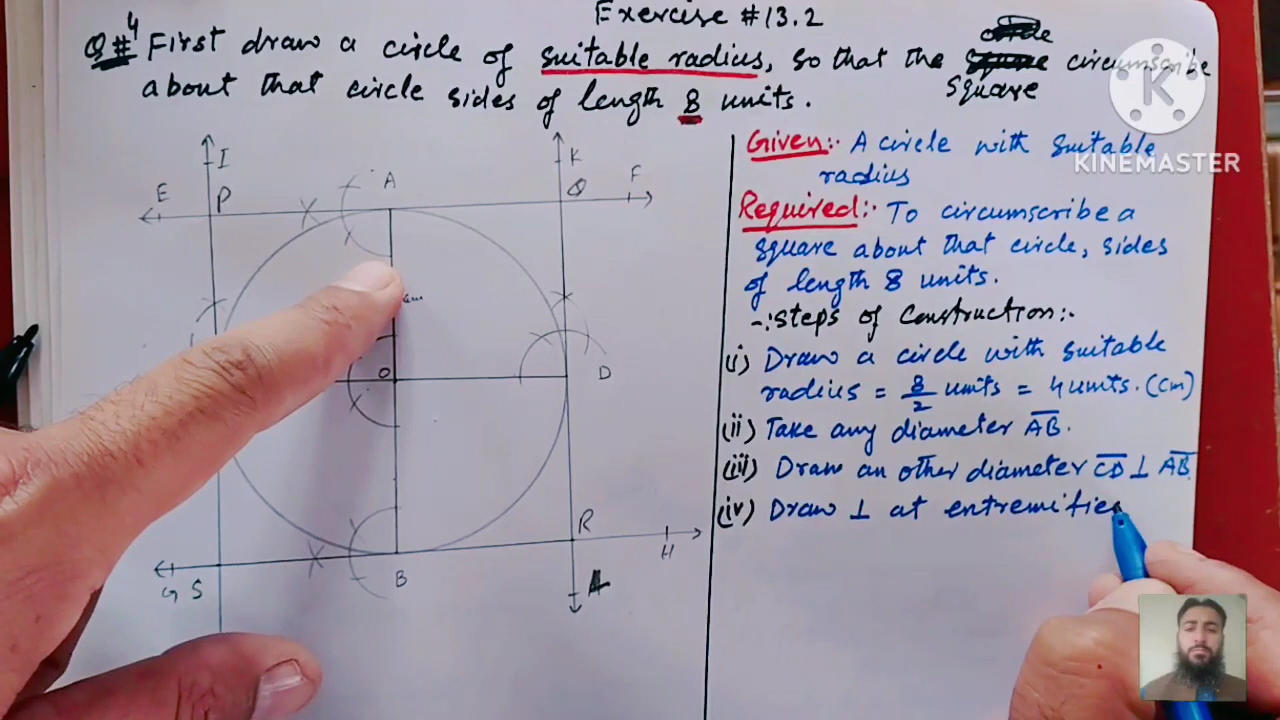 Exercise #13.2
Q#4 First draw a circle of suitable radius, so that the circumscribe
Square
about that circle sides of length 8 units.
KINEMASTER
Given:- A circle with suitable
radius
Required:- To circumscribe a
square about that circle, sides
of length 8 units.
-:steps of Construction:-
(i) Draw a circle with suitable
radius = 8/2 units = 4 units. (cm)
(ii) Take any diameter AB.
(iii) Draw an other diameter CD ⊥ AB
(iv) Draw ⊥ at entremities
I
K
E
P
A
Q
F
cm
O
D
R
H
G
S
B